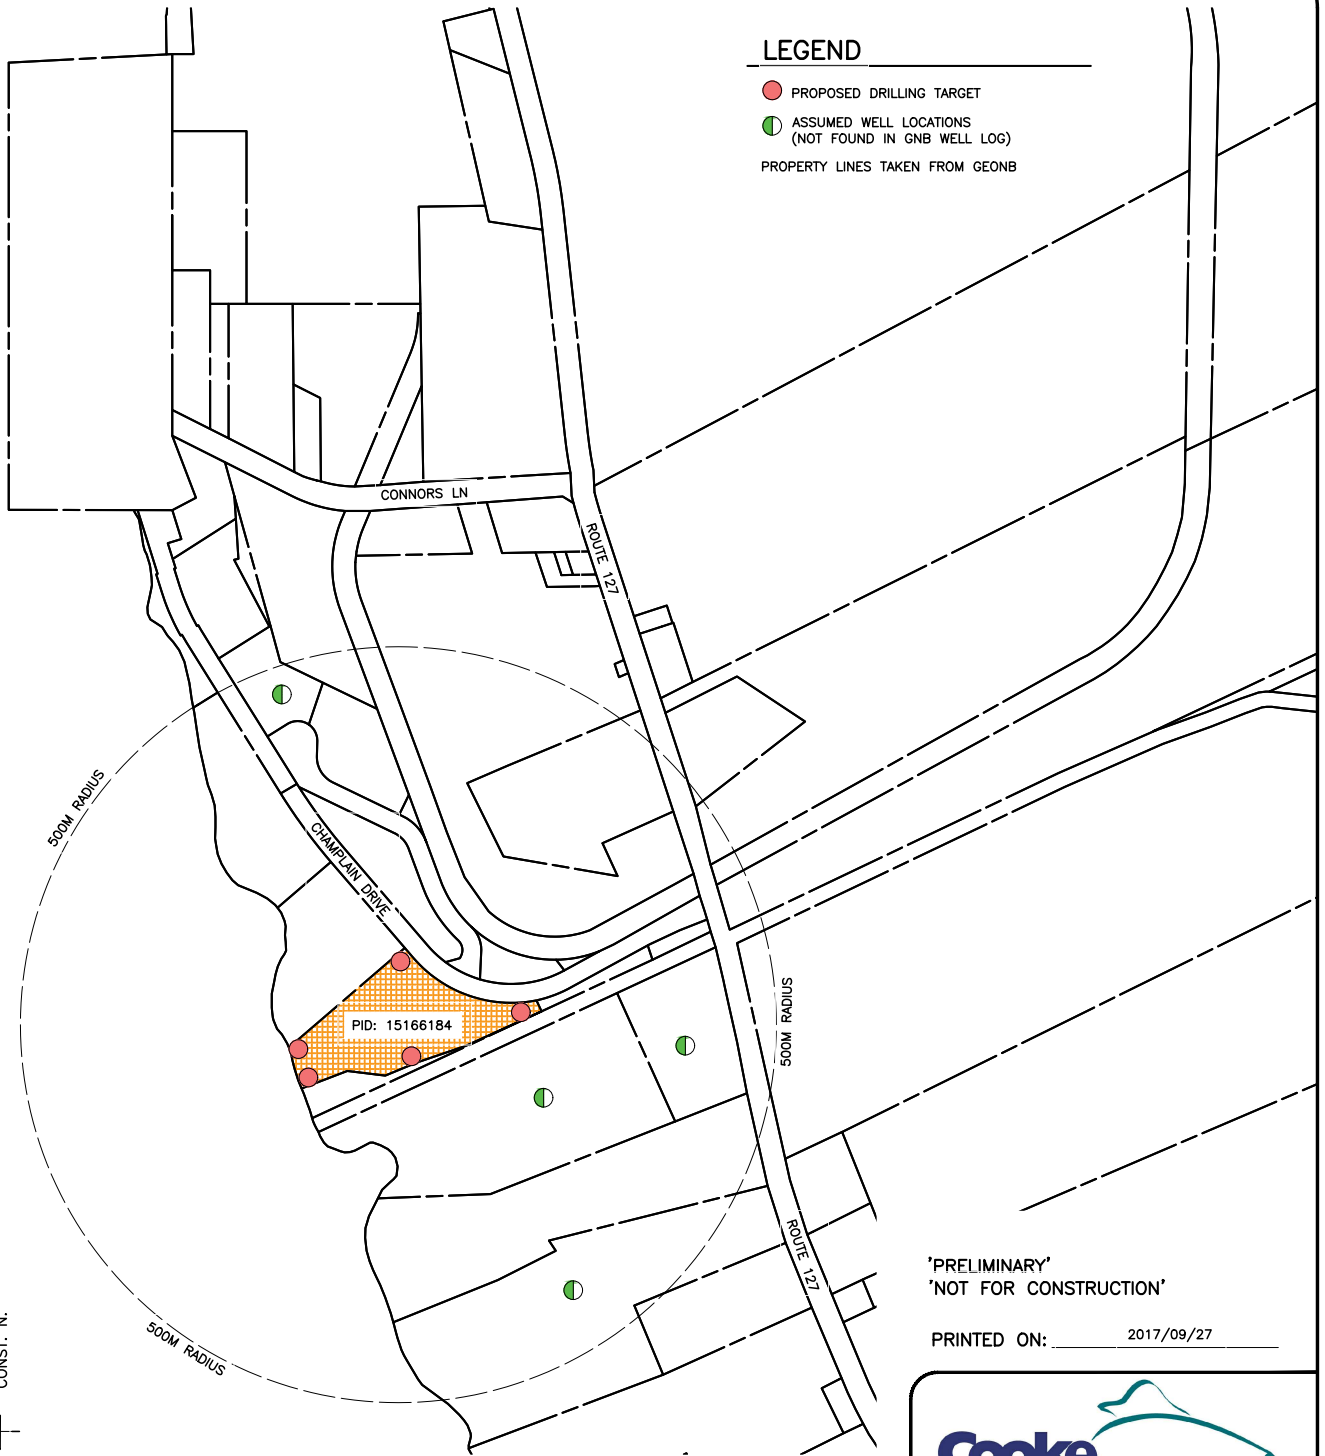 LEGEND
PROPOSED DRILLING TARGET
ASSUMED WELL LOCATIONS
(NOT FOUND IN GNB WELL LOG)
PROPERTY LINES TAKEN FROM GEONB
CONNORS LN
ROUTE 127
500M RADIUS
CHAMPLAIN DRIVE
PID: 15166184
500M RADIUS
ROUTE 127
500M RADIUS
'PRELIMINARY'
'NOT FOR CONSTRUCTION'
PRINTED ON: 2017/09/27
CONST. N.
Cooke